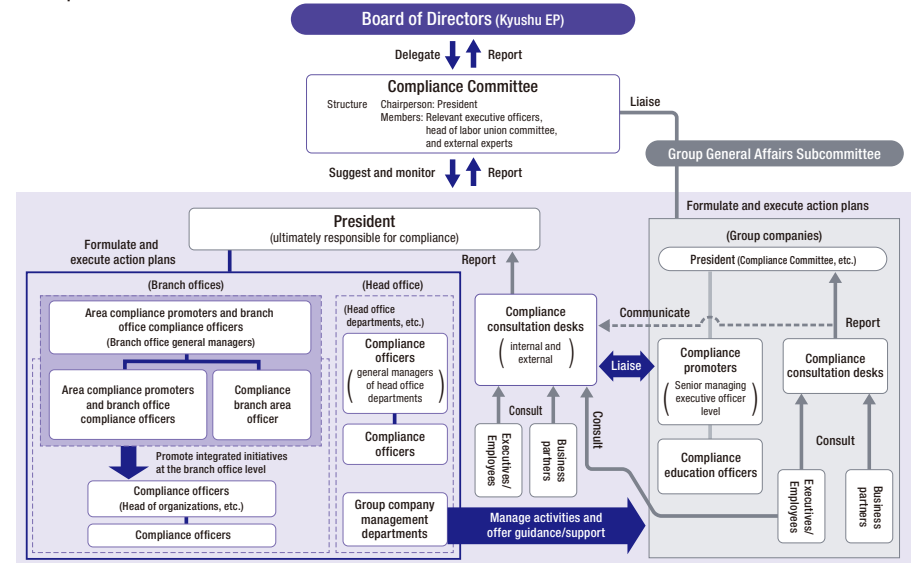 Board of Directors (Kyushu EP)
Delegate
Report
Compliance Committee
Structure Chairperson: President
Members: Relevant executive officers,
head of labor union committee,
and external experts
Liaise
Group General Affairs Subcommittee
Suggest and monitor
Report
President
(ultimately responsible for compliance)
Formulate and
execute action plans
(Branch offices)
Area compliance promoters and branch
office compliance officers
(Branch office general managers)
Area compliance promoters
and branch office
compliance officers
Compliance
branch area
officer
Promote integrated initiatives
at the branch office level
Compliance officers
(Head of organizations, etc.)
Compliance officers
(Head office)
(Head office
departments, etc.)
Compliance
officers
(general managers
of head office
departments)
Compliance
officers
Group company
management
departments
Manage activities and
offer guidance/support
Report
Compliance
consultation desks
(internal and
external)
Consult
Executives/
Employees
Business
partners
Consult
Liaise
Communicate
Formulate and execute action plans
(Group companies)
President (Compliance Committee, etc.)
Report
Compliance
promoters
(Senior managing
executive officer
level)
Compliance
education officers
Compliance
consultation desks
Consult
Executives/
Employees
Business
partners